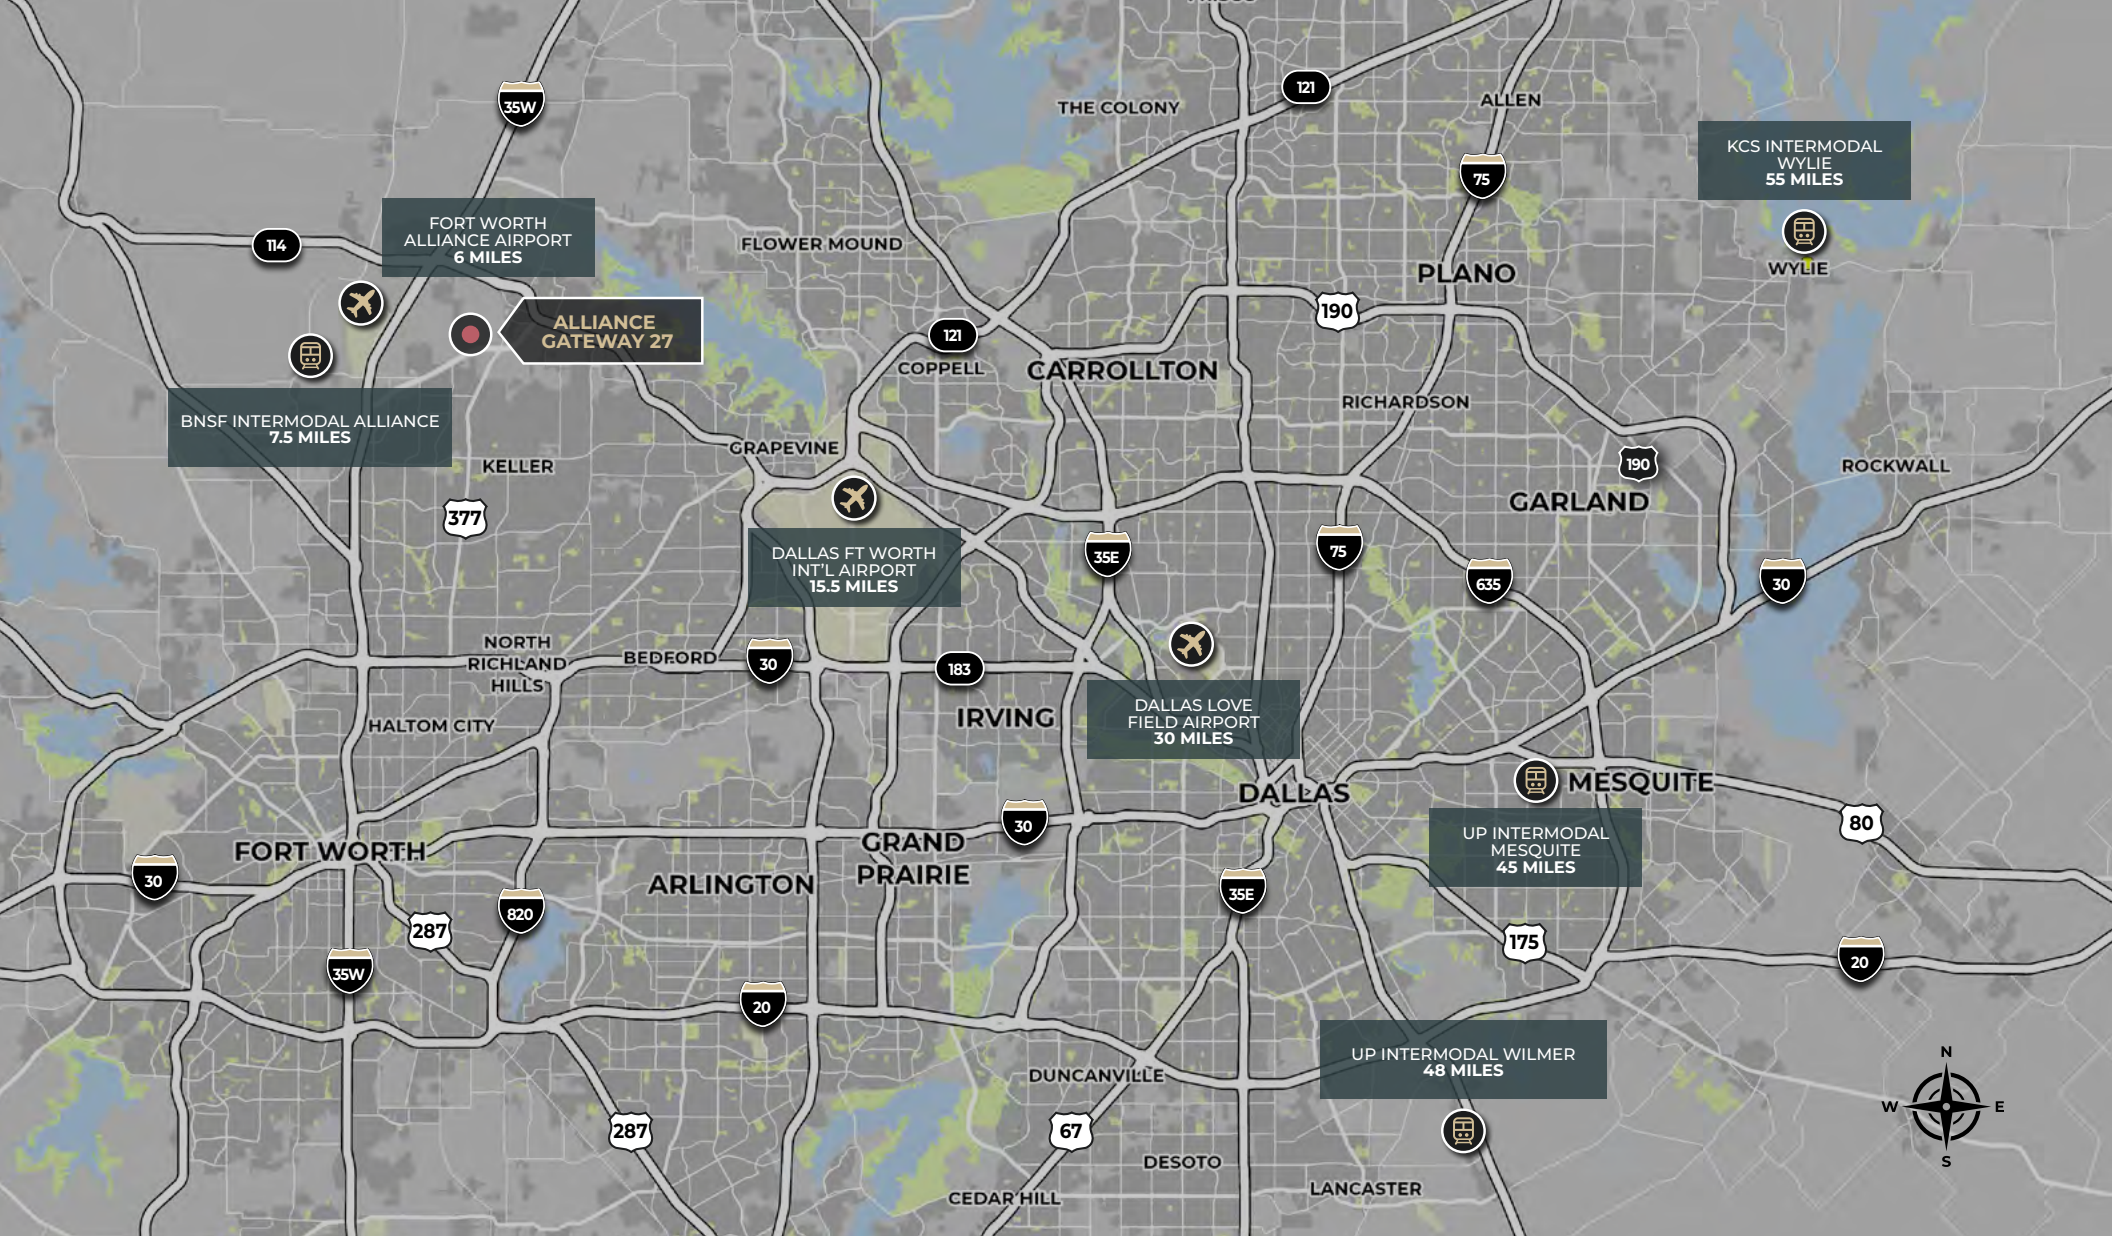 35W
121
THE COLONY
ALLEN
KCS INTERMODAL
WYLIE
55 MILES
75
FORT WORTH
ALLIANCE AIRPORT
6 MILES
114
FLOWER MOUND
PLANO
WYLIE
190
ALLIANCE
GATEWAY 27
121
COPPELL
CARROLLTON
RICHARDSON
BNSF INTERMODAL ALLIANCE
7.5 MILES
GRAPEVINE
KELLER
190
ROCKWALL
GARLAND
377
DALLAS FT WORTH
INT'L AIRPORT
15.5 MILES
35E
75
635
30
NORTH
RICHLAND
HILLS
BEDFORD
30
183
IRVING
DALLAS LOVE
FIELD AIRPORT
30 MILES
HALTOM CITY
DALLAS
MESQUITE
30
80
UP INTERMODAL
MESQUITE
45 MILES
FORT WORTH
GRAND
PRAIRIE
ARLINGTON
30
820
35E
287
175
35W
20
20
UP INTERMODAL WILMER
48 MILES
DUNCANVILLE
287
67
DESOTO
CEDAR HILL
LANCASTER
N
W
E
S